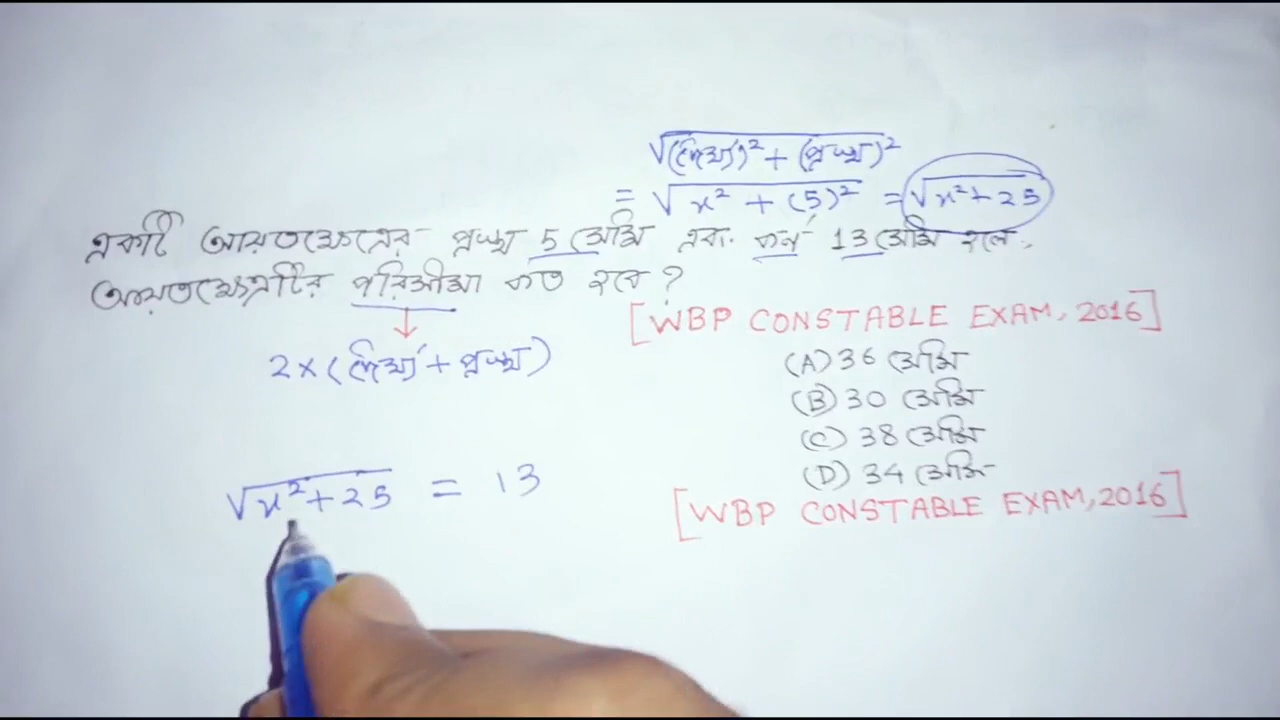 √(দৈর্ঘ্য)² + (প্রস্থ)²
= √x² + (5)² = √x² + 25
একটি আয়তক্ষেত্রের প্রস্থ 5 সেমি এবং কর্ণ 13 সেমি হলে,
আয়তক্ষেত্রটির পরিসীমা কত হবে ?
[WBP CONSTABLE EXAM, 2016]
2 × (দৈর্ঘ্য + প্রস্থ)
(A) 36 সেমি
(B) 30 সেমি
(C) 38 সেমি
(D) 34 সেমি
√x² + 25 = 13
[WBP CONSTABLE EXAM, 2016]